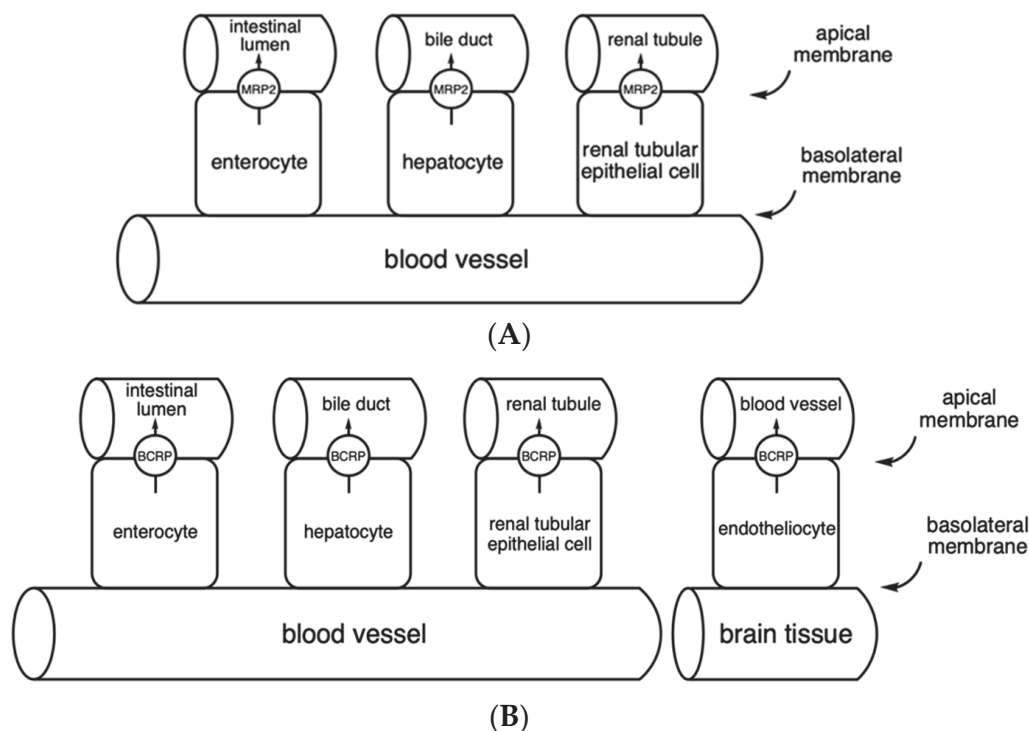 intestinal
lumen
bile duct
renal tubule
apical
membrane
MRP2
MRP2
MRP2
enterocyte
hepatocyte
renal tubular
epithelial cell
basolateral
membrane
blood vessel
(A)
intestinal
lumen
bile duct
renal tubule
blood vessel
apical
membrane
BCRP
BCRP
BCRP
BCRP
enterocyte
hepatocyte
renal tubular
epithelial cell
endotheliocyte
basolateral
membrane
blood vessel
brain tissue
(B)